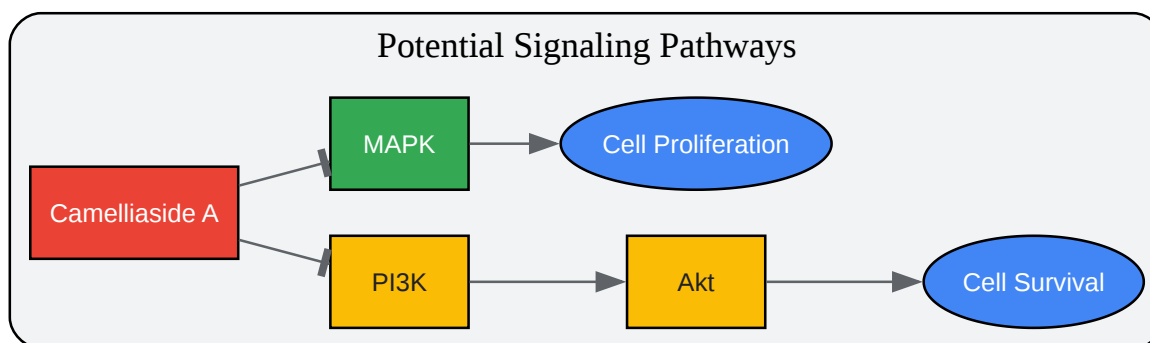 Potential Signaling Pathways
MAPK
Cell Proliferation
Camelliaside A
PI3K
Akt
Cell Survival